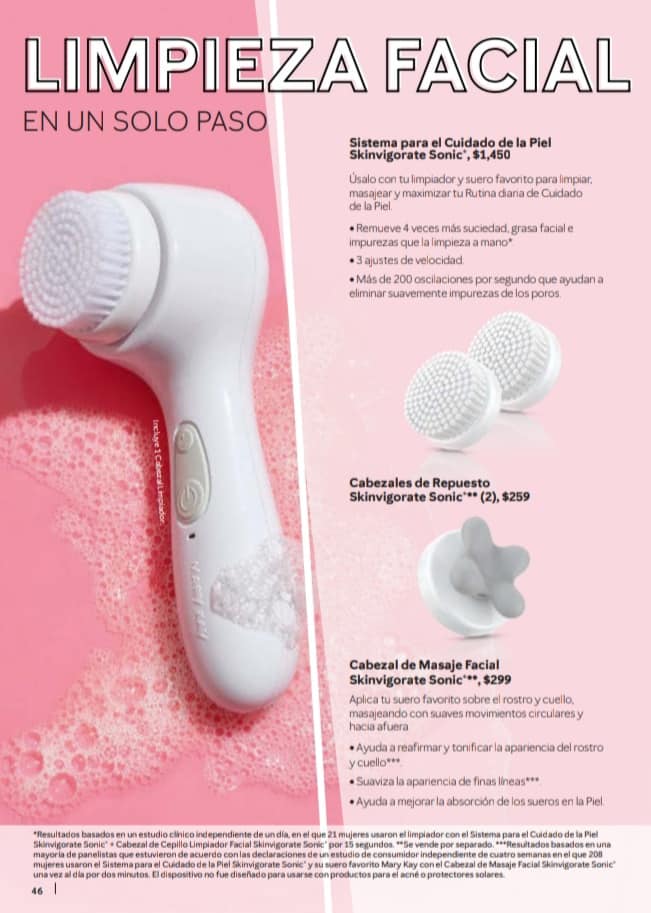 LIMPIEZA FACIAL
EN UN SOLO PASO
Sistema para el Cuidado de la Piel
Skinvigorate Sonic*, $1,450
Úsalo con tu limpiador y suero favorito para limpiar,
masajear y maximizar tu Rutina diaria de Cuidado
de la Piel.
• Remueve 4 veces más suciedad, grasa facial e
impurezas que la limpieza a mano*
• 3 ajustes de velocidad.
• Más de 200 oscilaciones por segundo que ayudan a
eliminar suavemente impurezas de los poros.
Incluye 1 Cabezal Limpiador.
MARY KAY
Cabezales de Repuesto
Skinvigorate Sonic*** (2), $259
Cabezal de Masaje Facial
Skinvigorate Sonic***, $299
Aplica tu suero favorito sobre el rostro y cuello,
masajeando con suaves movimientos circulares y
hacia afuera
• Ayuda a reafirmar y tonificar la apariencia del rostro
y cuello***.
• Suaviza la apariencia de finas líneas***.
• Ayuda a mejorar la absorción de los sueros en la Piel.
*Resultados basados en un estudio clínico independiente de un día, en el que 21 mujeres usaron el limpiador con el Sistema para el Cuidado de la Piel
Skinvigorate Sonic* + Cabezal de Cepillo Limpiador Facial Skinvigorate Sonic* por 15 segundos. **Se vende por separado. ***Resultados basados en una
mayoría de panelistas que estuvieron de acuerdo con las declaraciones de un estudio de consumidor independiente de cuatro semanas en el que 208
mujeres usaron el Sistema para el Cuidado de la Piel Skinvigorate Sonic* y su suero favorito Mary Kay con el Cabezal de Masaje Facial Skinvigorate Sonic*
una vez al día por dos minutos. El dispositivo no fue diseñado para usarse con productos para el acné o protectores solares.
46